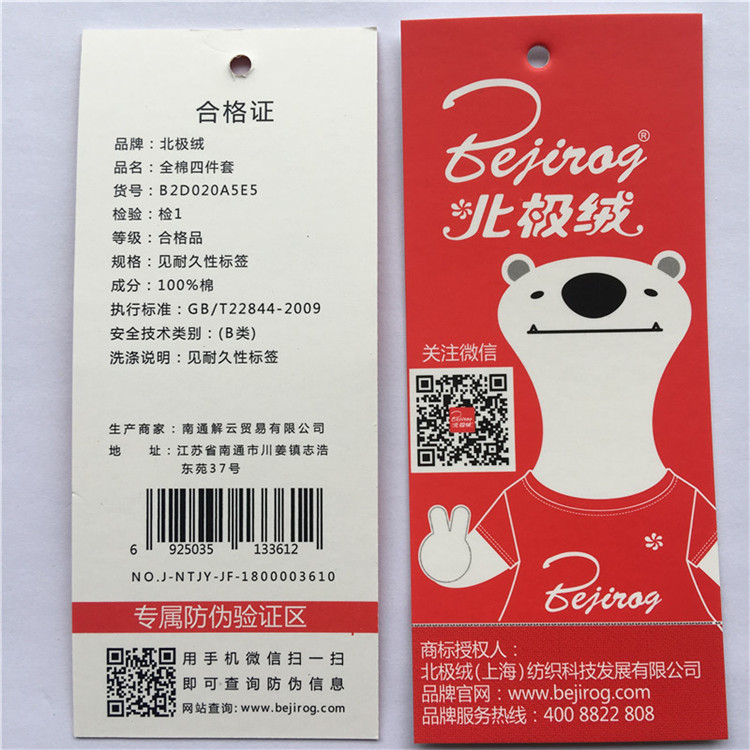 合格证
品牌:北极绒
品名:全棉四件套
货号:B2D020A5E5
检验:检1
等级:合格品
规格:见耐久性标签
成分:100%棉
执行标准:GB/T22844-2009
安全技术类别:(B类)
洗涤说明:见耐久性标签
生产商家:南通解云贸易有限公司
地 址:江苏省南通市川姜镇志浩
东苑37号
6 925035 133612
NO.J-NTJY-JF-1800003610
专属防伪验证区
用手机微信扫一扫
即可查询防伪信息
网站查询:www.bejirog.com
Bejirog®
北极绒
关注微信
Bejirog
北极绒
Bejirog
商标授权人:
北极绒(上海)纺织科技发展有限公司
品牌官网:www.bejirog.com
品牌服务热线:400 8822 808